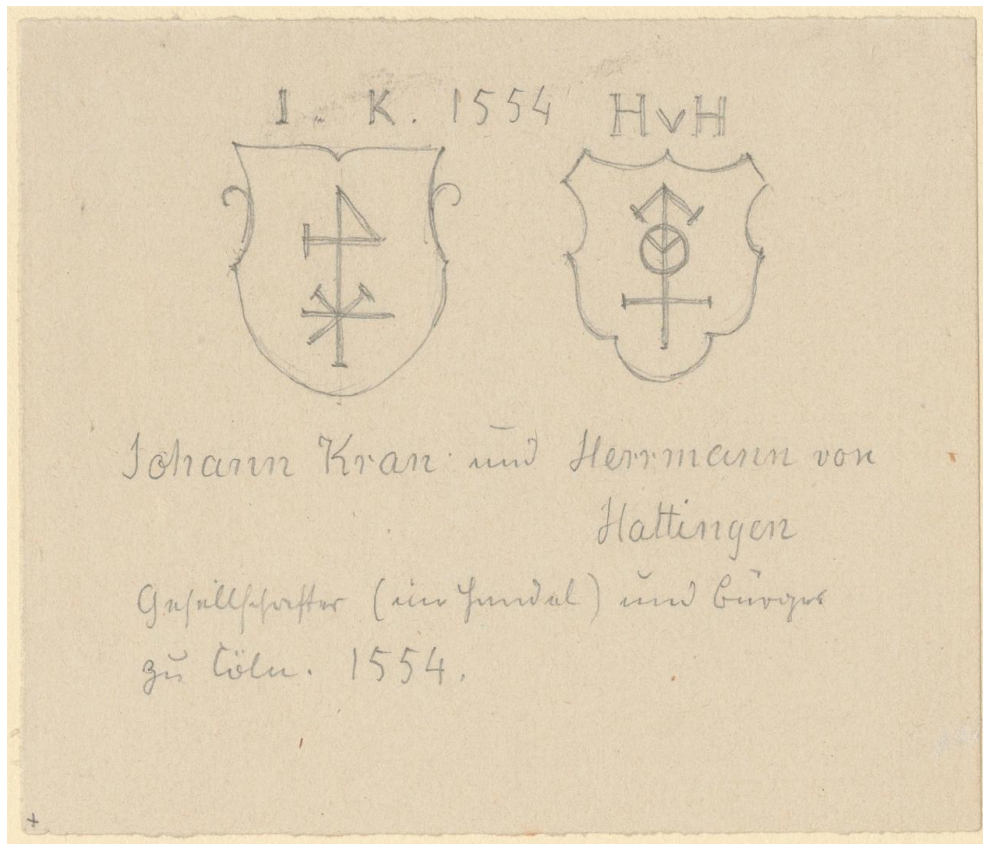 I. K. 1554 HvH
Johann Kran und Herrmann von
Hattingen
Gesellschafter (im Handel) und Bürger
zu Cöln. 1554.